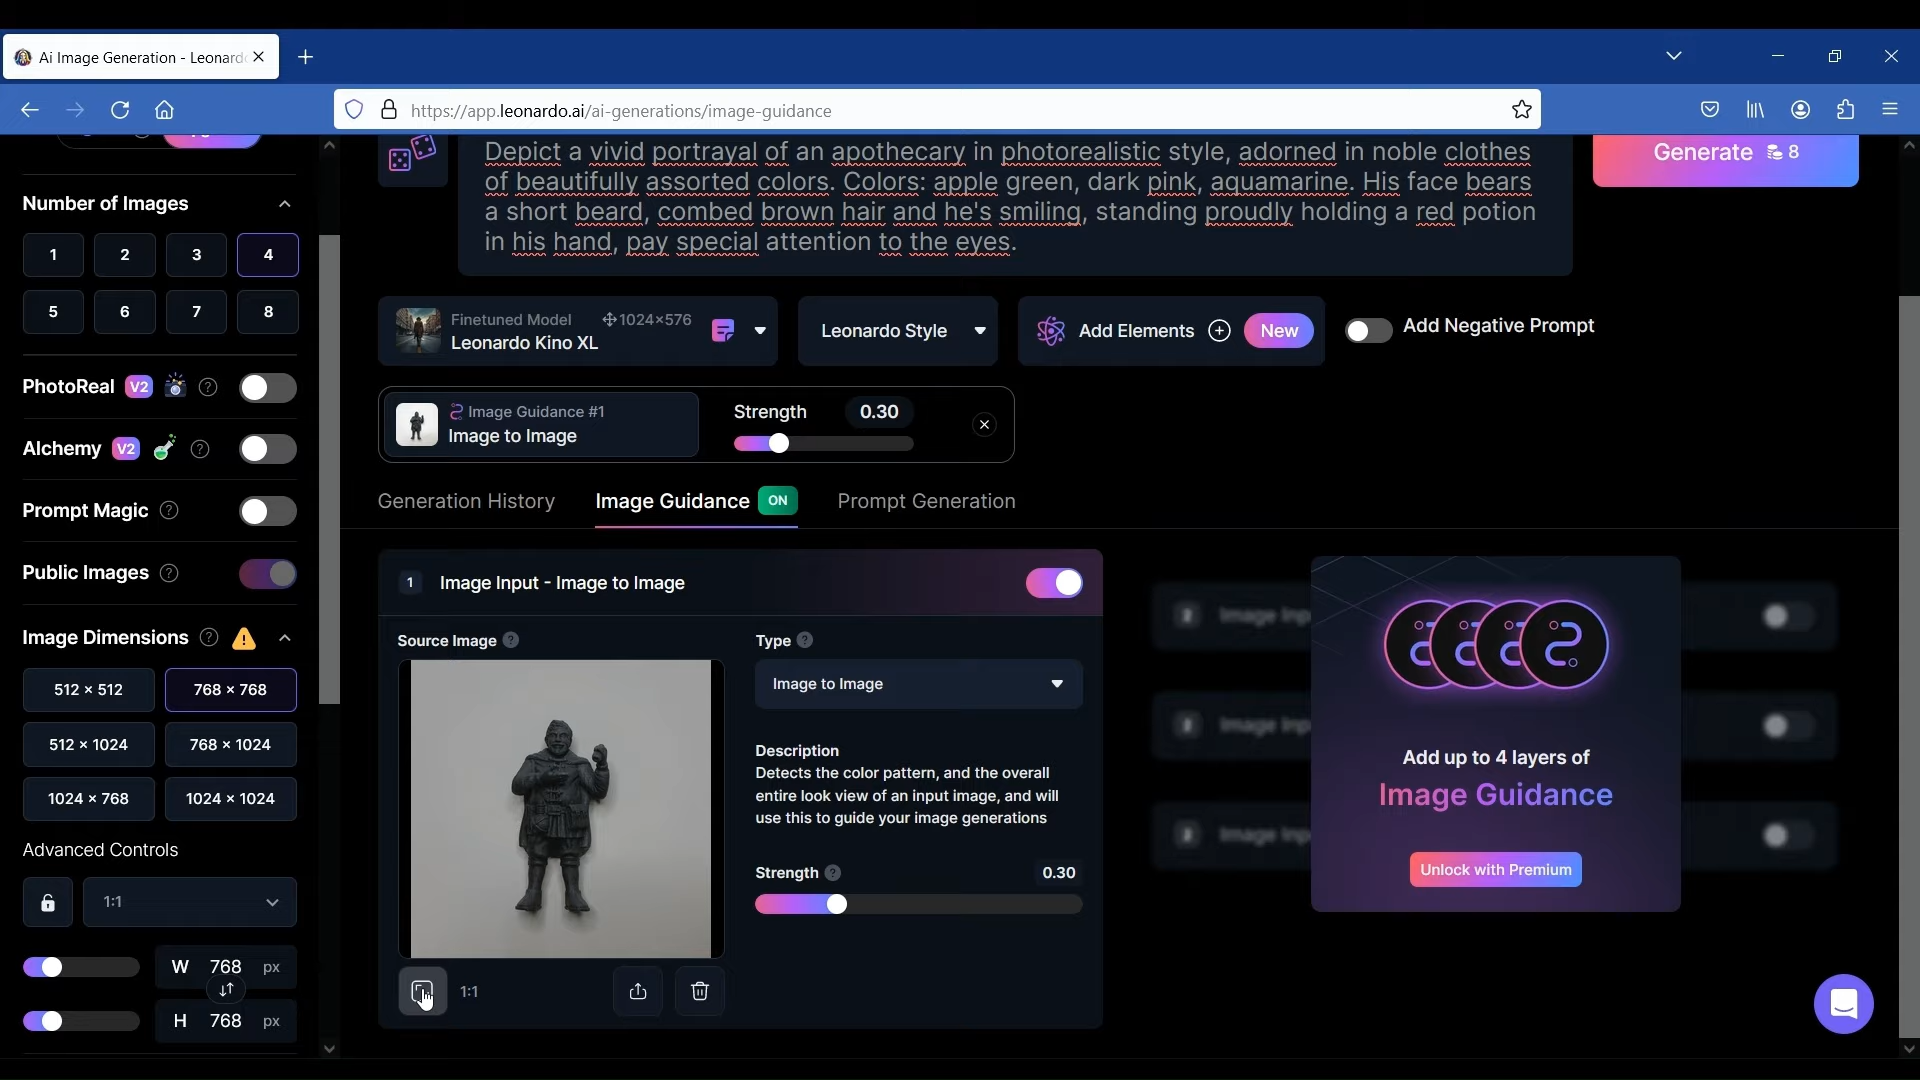 Ai Image Generation - Leonard
https://app.leonardo.ai/ai-generations/image-guidance
Number of Images
1 2 3 4
5 6 7 8
PhotoReal V2
Alchemy V2
Prompt Magic
Public Images
Image Dimensions
512 × 512 768 × 768
512 × 1024 768 × 1024
1024 × 768 1024 × 1024
Advanced Controls
1:1
W 768 px
H 768 px
Depict a vivid portrayal of an apothecary in photorealistic style, adorned in noble clothes
of beautifully assorted colors. Colors: apple green, dark pink, aquamarine. His face bears
a short beard, combed brown hair and he's smiling, standing proudly holding a red potion
in his hand, pay special attention to the eyes.
Generate 8
Finetuned Model 1024×576
Leonardo Kino XL
Leonardo Style
Add Elements New
Add Negative Prompt
Image Guidance #1
Image to Image
Strength 0.30
Generation History Image Guidance ON Prompt Generation
1 Image Input - Image to Image
Source Image
1:1
Type
Image to Image
Description
Detects the color pattern, and the overall
entire look view of an input image, and will
use this to guide your image generations
Strength 0.30
Image Inp
Image Inp
Image Inp
Add up to 4 layers of
Image Guidance
Unlock with Premium